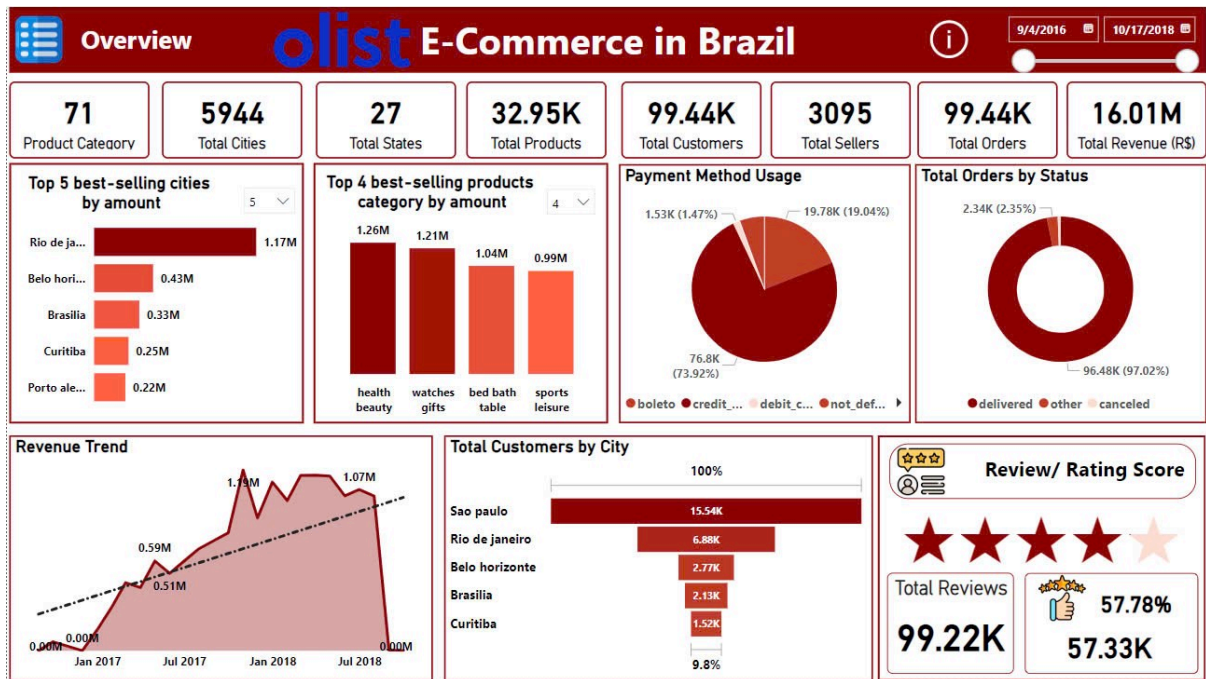 Overview
olist E-Commerce in Brazil
i
9/4/2016
10/17/2018
71
Product Category
5944
Total Cities
27
Total States
32.95K
Total Products
99.44K
Total Customers
3095
Total Sellers
99.44K
Total Orders
16.01M
Total Revenue (R$)
Top 5 best-selling cities
by amount
5
Rio de ja...
1.17M
Belo hori...
0.43M
Brasilia
0.33M
Curitiba
0.25M
Porto ale...
0.22M
Top 4 best-selling products
category by amount
4
1.26M
1.21M
1.04M
0.99M
health
beauty
watches
gifts
bed bath
table
sports
leisure
Payment Method Usage
1.53K (1.47%)
19.78K (19.04%)
76.8K
(73.92%)
boleto credit_... debit_c... not_def...
Total Orders by Status
2.34K (2.35%)
96.48K (97.02%)
delivered other canceled
Revenue Trend
1.19M
1.07M
0.59M
0.51M
0.00M
0.00M
0.00M
Jan 2017 Jul 2017 Jan 2018 Jul 2018
Total Customers by City
100%
Sao paulo
15.54K
Rio de janeiro
6.88K
Belo horizonte
2.77K
Brasilia
2.13K
Curitiba
1.52K
9.8%
Review/ Rating Score
Total Reviews
99.22K
57.78%
57.33K